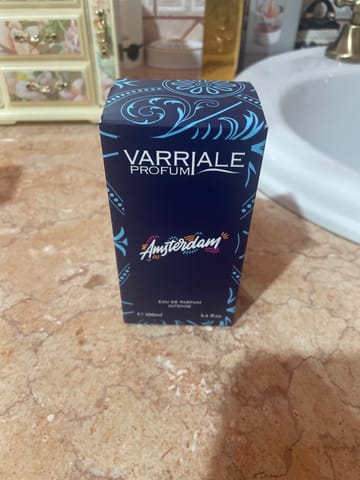 VARRIALE
PROFUMI
Amsterdam
EAU DE PARFUM
INTENSE
℮ 100ml 3.4 fl.oz